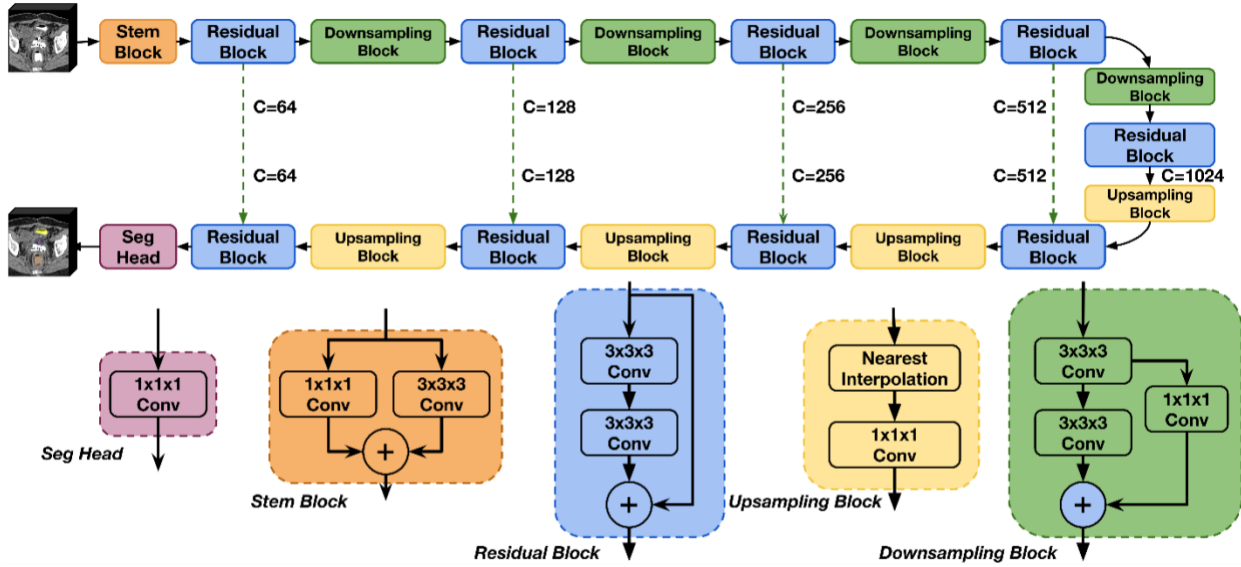 Stem
Block
Residual
Block
Downsampling
Block
Residual
Block
Downsampling
Block
Residual
Block
Downsampling
Block
Residual
Block
Downsampling
Block
Residual
Block
C=1024
Upsampling
Block
C=64
C=128
C=256
C=512
C=64
C=128
C=256
C=512
Seg
Head
Residual
Block
Upsampling
Block
Residual
Block
Upsampling
Block
Residual
Block
Upsampling
Block
Residual
Block
1x1x1
Conv
Seg Head
1x1x1
Conv
3x3x3
Conv
+
Stem Block
3x3x3
Conv
3x3x3
Conv
+
Residual Block
Nearest
Interpolation
1x1x1
Conv
Upsampling Block
3x3x3
Conv
1x1x1
Conv
3x3x3
Conv
+
Downsampling Block